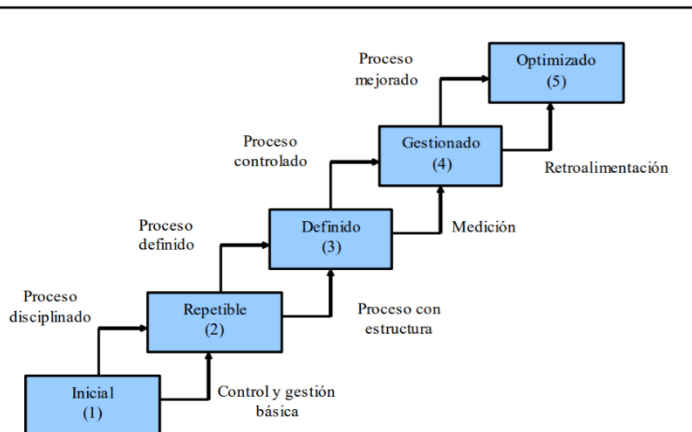 Proceso
mejorado
Optimizado
(5)
Proceso
controlado
Gestionado
(4)
Retroalimentación
Proceso
definido
Definido
(3)
Medición
Proceso
disciplinado
Repetible
(2)
Proceso con
estructura
Inicial
(1)
Control y gestión
básica